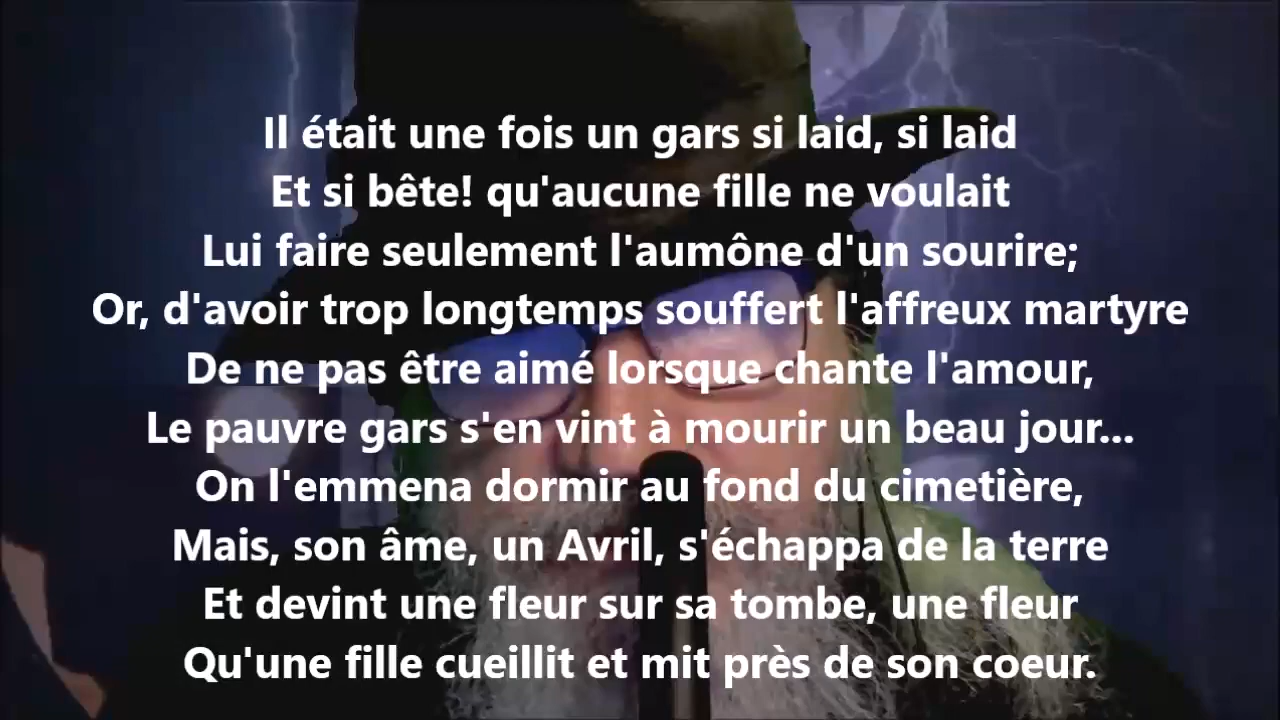 Il était une fois un gars si laid, si laid
Et si bête! qu'aucune fille ne voulait
Lui faire seulement l'aumône d'un sourire;
Or, d'avoir trop longtemps souffert l'affreux martyre
De ne pas être aimé lorsque chante l'amour,
Le pauvre gars s'en vint à mourir un beau jour...
On l'emmena dormir au fond du cimetière,
Mais, son âme, un Avril, s'échappa de la terre
Et devint une fleur sur sa tombe, une fleur
Qu'une fille cueillit et mit près de son coeur.